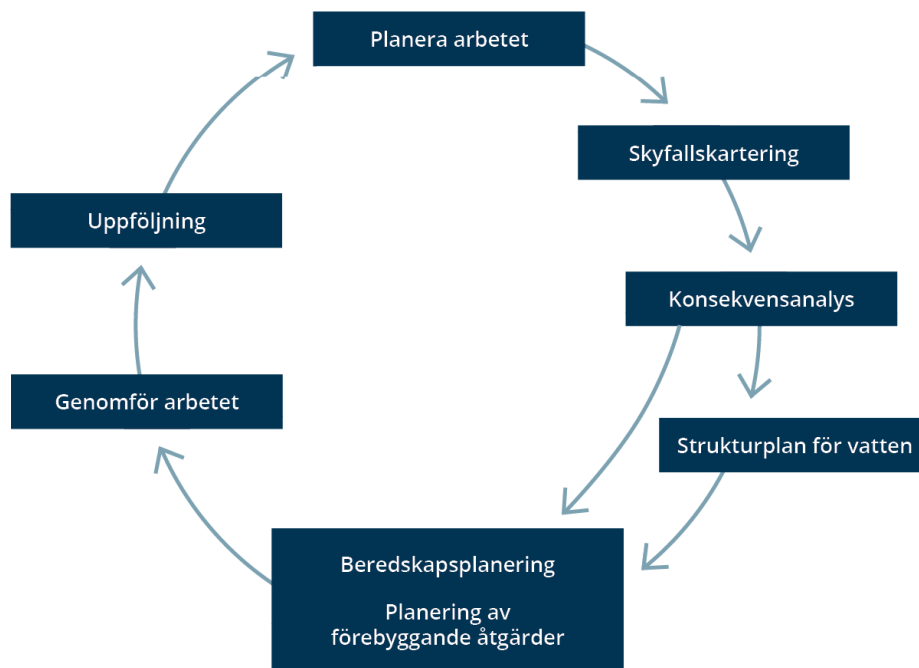 Planera arbetet
Skyfallskartering
Uppföljning
Konsekvensanalys
Genomför arbetet
Strukturplan för vatten
Beredskapsplanering
Planering av
förebyggande åtgärder